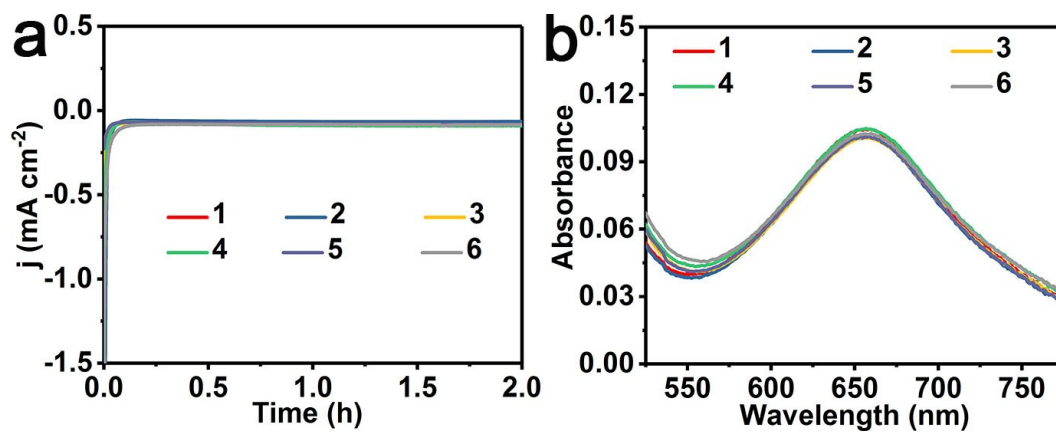 a
0.5
0.0
-0.5
-1.0
-1.5
j (mA cm-2)
1 2 3
4 5 6
0.0 0.5 1.0 1.5 2.0
Time (h)
b
0.15
0.12
0.09
0.06
0.03
0.00
Absorbance
1 2 3
4 5 6
550 600 650 700 750
Wavelength (nm)